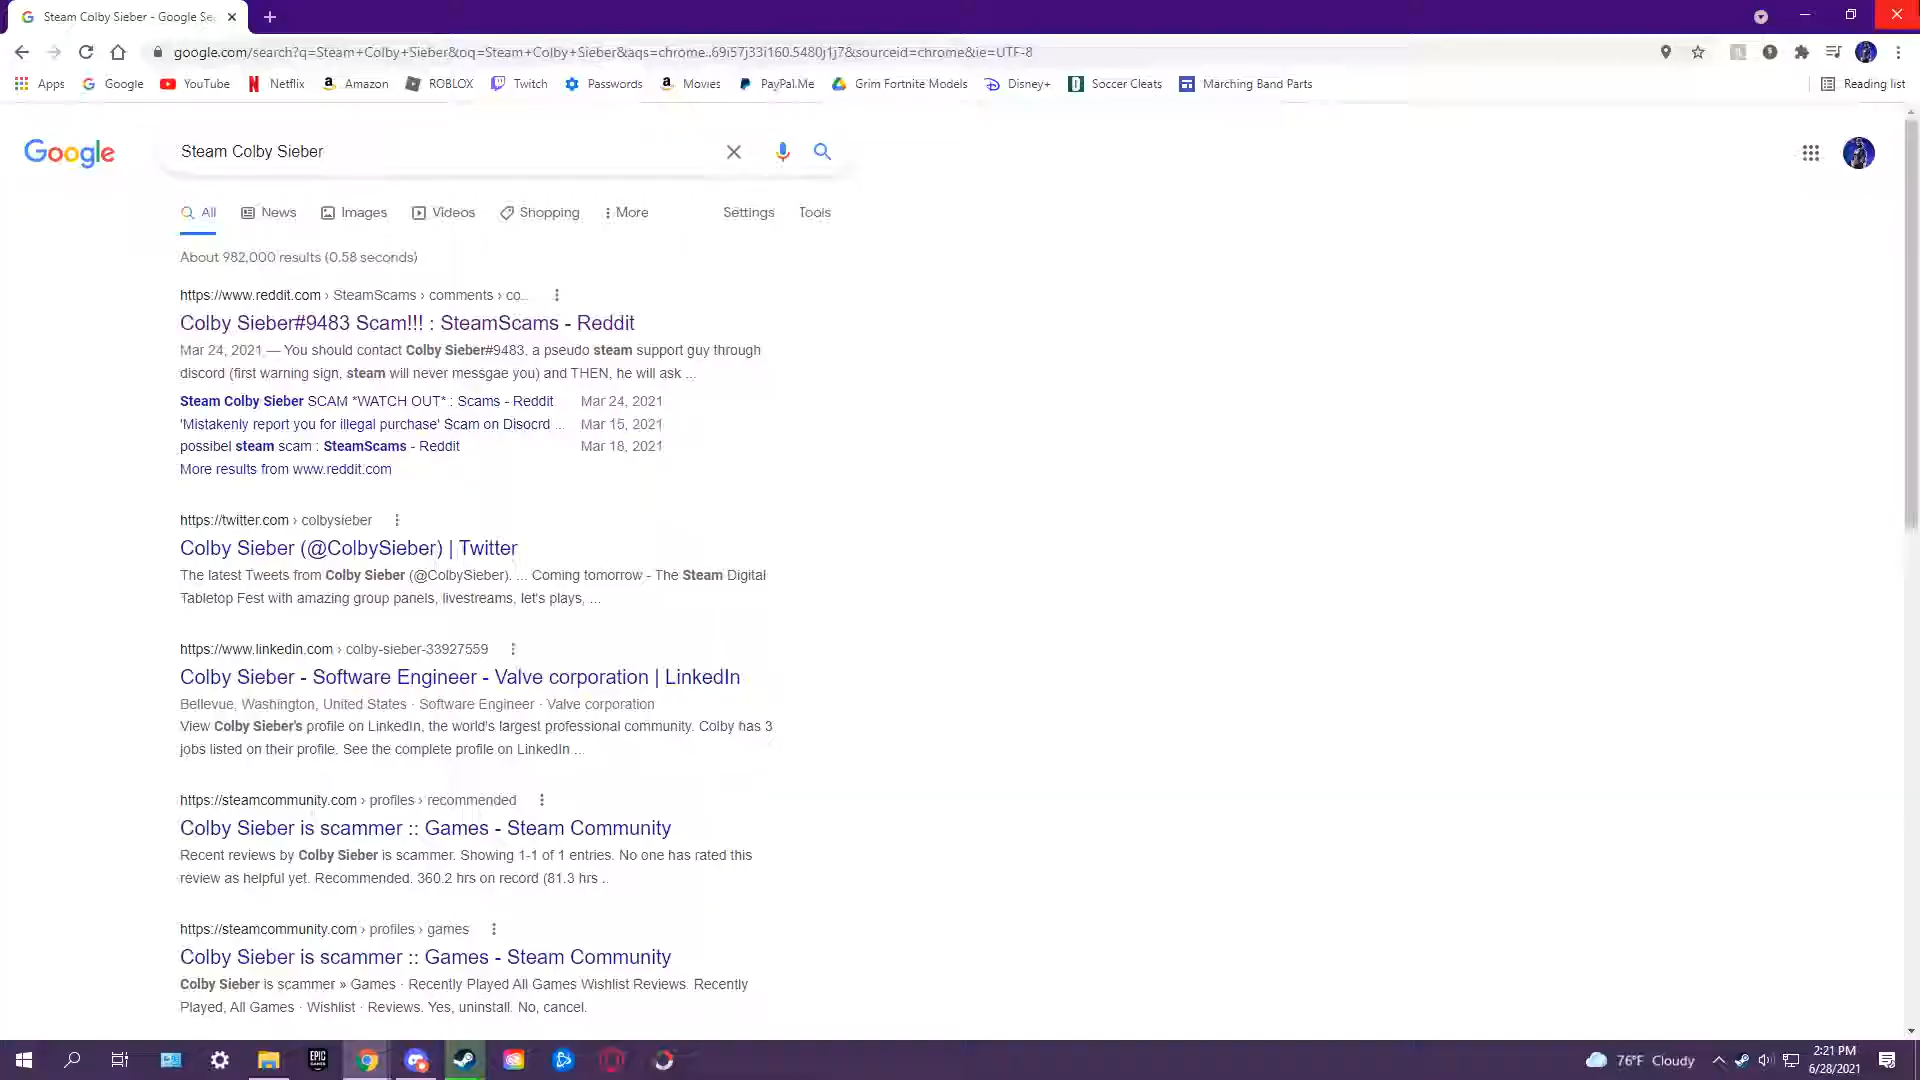 Steam Colby Sieber - Google Se
google.com/search?q=Steam+Colby+Sieber&oq=Steam+Colby+Sieber&aqs=chrome..69i57j33i160.5480j1j7&sourceid=chrome&ie=UTF-8
Apps Google YouTube Netflix Amazon ROBLOX Twitch Passwords Movies PayPal.Me Grim Fortnite Models Disney+ Soccer Cleats Marching Band Parts Reading list
Google
Steam Colby Sieber
All News Images Videos Shopping More Settings Tools
About 982,000 results (0.58 seconds)
https://www.reddit.com › SteamScams › comments › co...
Colby Sieber#9483 Scam!!! : SteamScams - Reddit
Mar 24, 2021 — You should contact Colby Sieber#9483, a pseudo steam support guy through
discord (first warning sign, steam will never messgae you) and THEN, he will ask ...
Steam Colby Sieber SCAM *WATCH OUT* : Scams - Reddit Mar 24, 2021
'Mistakenly report you for illegal purchase' Scam on Disocrd ... Mar 15, 2021
possibel steam scam : SteamScams - Reddit Mar 18, 2021
More results from www.reddit.com
https://twitter.com › colbysieber
Colby Sieber (@ColbySieber) | Twitter
The latest Tweets from Colby Sieber (@ColbySieber). ... Coming tomorrow - The Steam Digital
Tabletop Fest with amazing group panels, livestreams, let's plays, ...
https://www.linkedin.com › colby-sieber-33927559
Colby Sieber - Software Engineer - Valve corporation | LinkedIn
Bellevue, Washington, United States · Software Engineer · Valve corporation
View Colby Sieber's profile on LinkedIn, the world's largest professional community. Colby has 3
jobs listed on their profile. See the complete profile on LinkedIn ...
https://steamcommunity.com › profiles › recommended
Colby Sieber is scammer :: Games - Steam Community
Recent reviews by Colby Sieber is scammer. Showing 1-1 of 1 entries. No one has rated this
review as helpful yet. Recommended. 360.2 hrs on record (81.3 hrs ..
https://steamcommunity.com › profiles › games
Colby Sieber is scammer :: Games - Steam Community
Colby Sieber is scammer » Games · Recently Played All Games Wishlist Reviews. Recently
Played, All Games · Wishlist · Reviews. Yes, uninstall. No, cancel.
EPIC
GAMES
76°F Cloudy
2:21 PM
6/28/2021